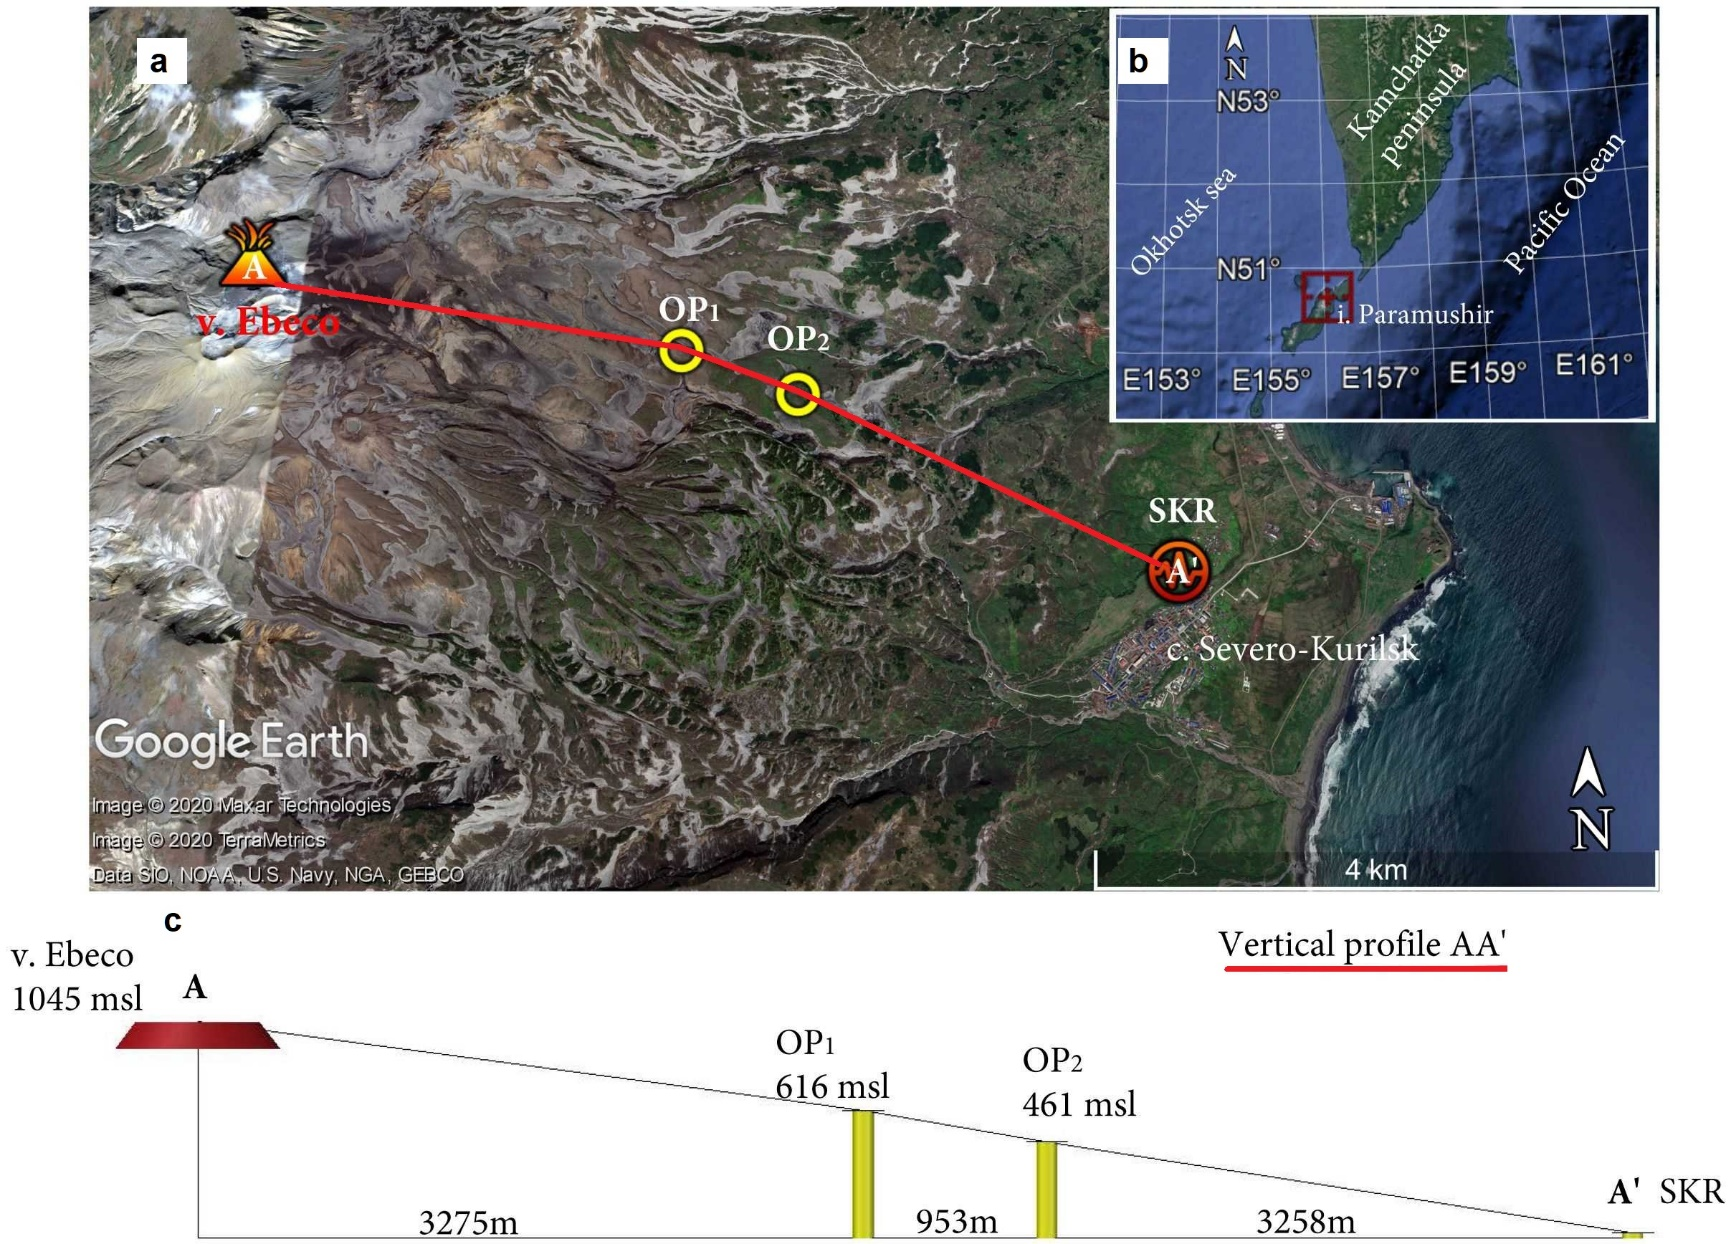 a
b
N
N53°
Kamchatka
peninsula
Okhotsk sea
Pacific Ocean
N51°
i. Paramushir
E153°
E155°
E157°
E159°
E161°
A
v. Ebeco
OP1
OP2
SKR
A'
c. Severo-Kurilsk
Google Earth
Image © 2020 Maxar Technologies
Image © 2020 TerraMetrics
Data SIO, NOAA, U.S. Navy, NGA, GEBCO
N
4 km
c
v. Ebeco
1045 msl
A
Vertical profile AA'
OP1
616 msl
OP2
461 msl
A' SKR
3275m
953m
3258m